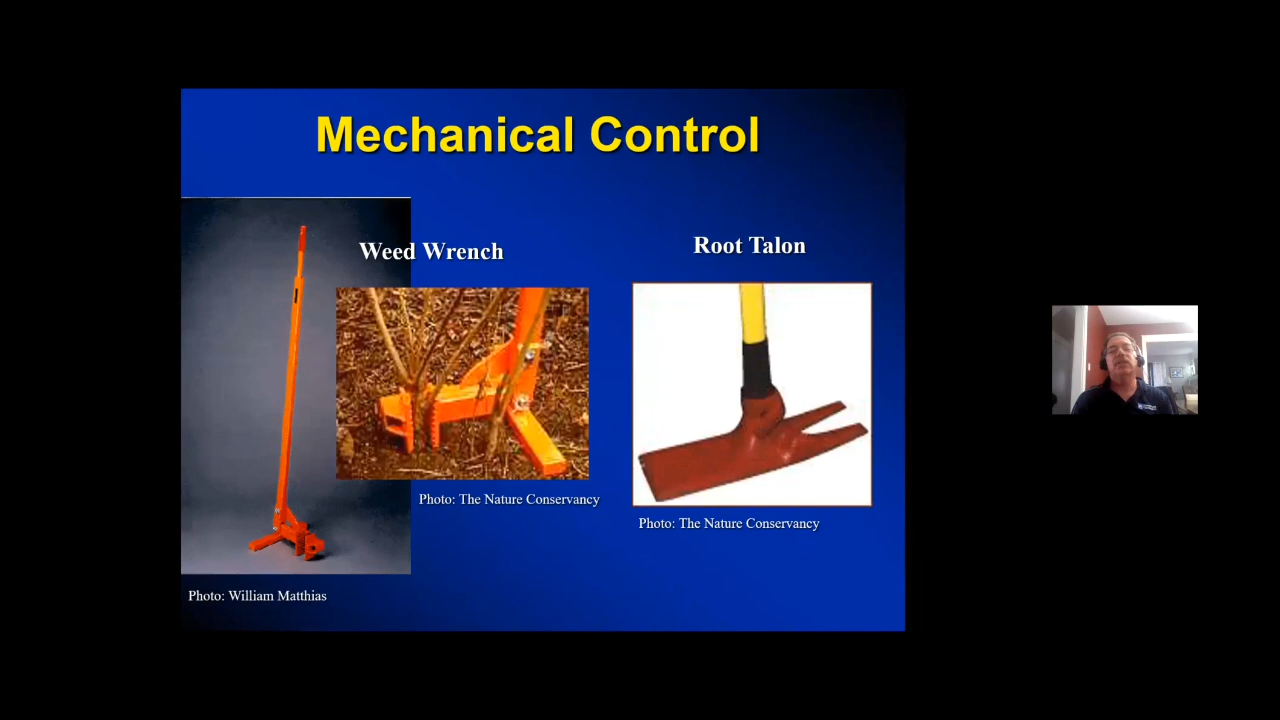 Mechanical Control
Weed Wrench
Root Talon
Photo: The Nature Conservancy
Photo: The Nature Conservancy
Photo: William Matthias